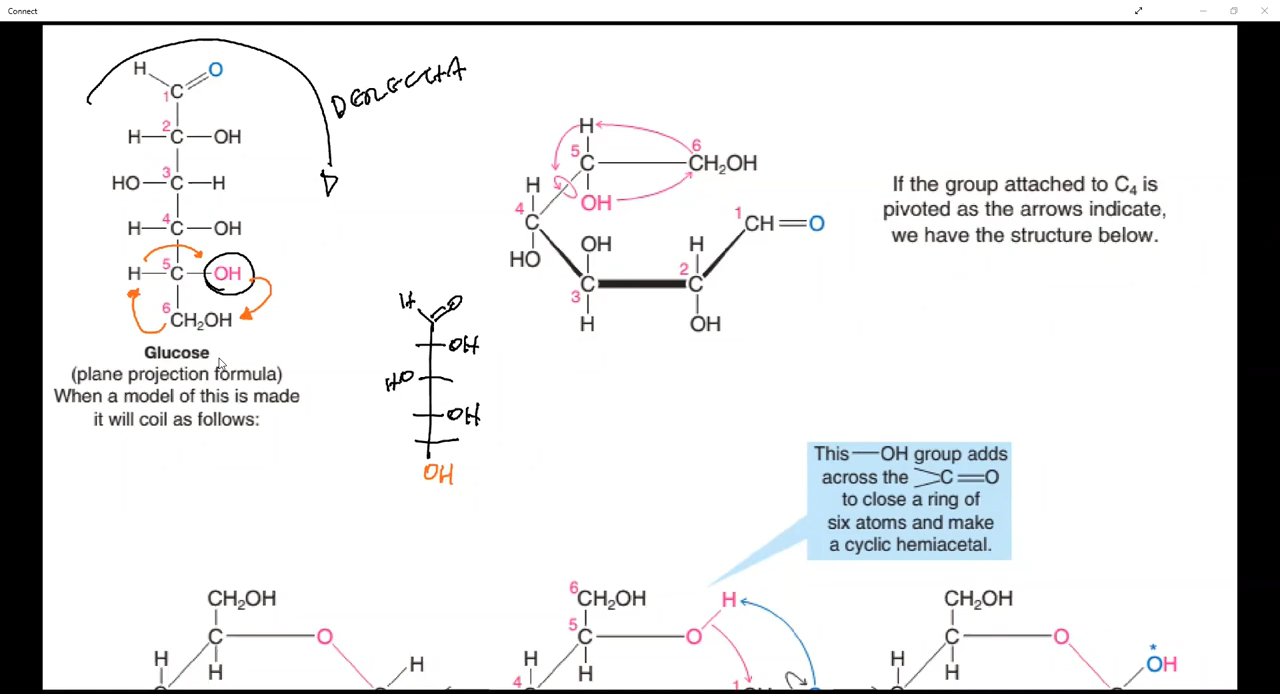 Connect
H O
1 C
2
H—C—OH
3
HO—C—H
4
H—C—OH
5
H—C—OH
6
CH2OH
Glucose
(plane projection formula)
When a model of this is made
it will coil as follows:
DERECHA
H O
OH
HO
OH
OH
H
5 6
C CH2OH
H
OH
4 1
C CH=O
HO OH H
2
C C
3
H OH
If the group attached to C4 is
pivoted as the arrows indicate,
we have the structure below.
This—OH group adds
across the >C=O
to close a ring of
six atoms and make
a cyclic hemiacetal.
CH2OH
C O
H H
H
6
CH2OH
H
5
C O
H H
4 1
CH2OH
C O
H H
*
OH